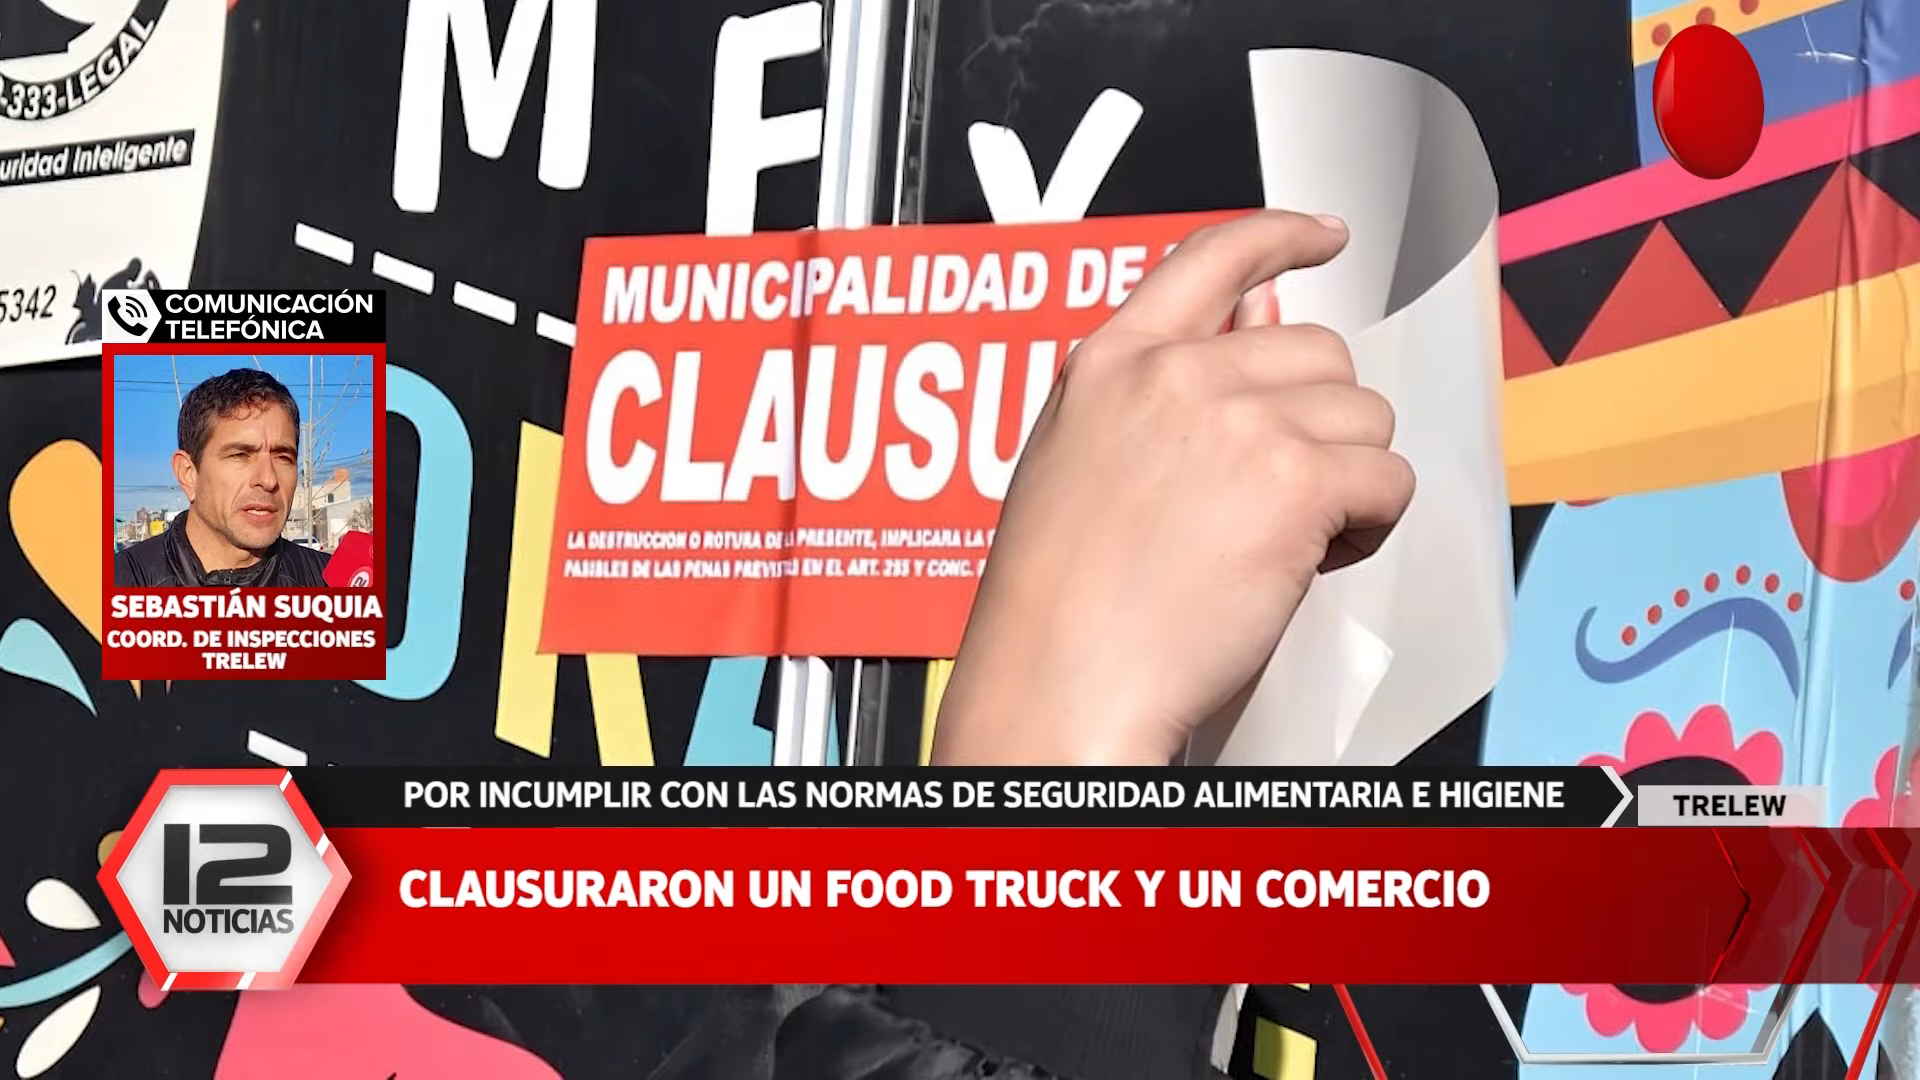 -333-LEGAL
uridad Inteligente
5342
MEX
MUNICIPALIDAD DE
CLAUSU
LA DESTRUCCION O ROTURA DE LA PRESENTE, IMPLICARA LA
PASIBLES DE LAS PENAS PREVISTAS EN EL ART. 255 Y CONC.
COMUNICACIÓN
TELEFÓNICA
SEBASTIÁN SUQUIA
COORD. DE INSPECCIONES
TRELEW
POR INCUMPLIR CON LAS NORMAS DE SEGURIDAD ALIMENTARIA E HIGIENE
TRELEW
12
NOTICIAS
CLAUSURARON UN FOOD TRUCK Y UN COMERCIO